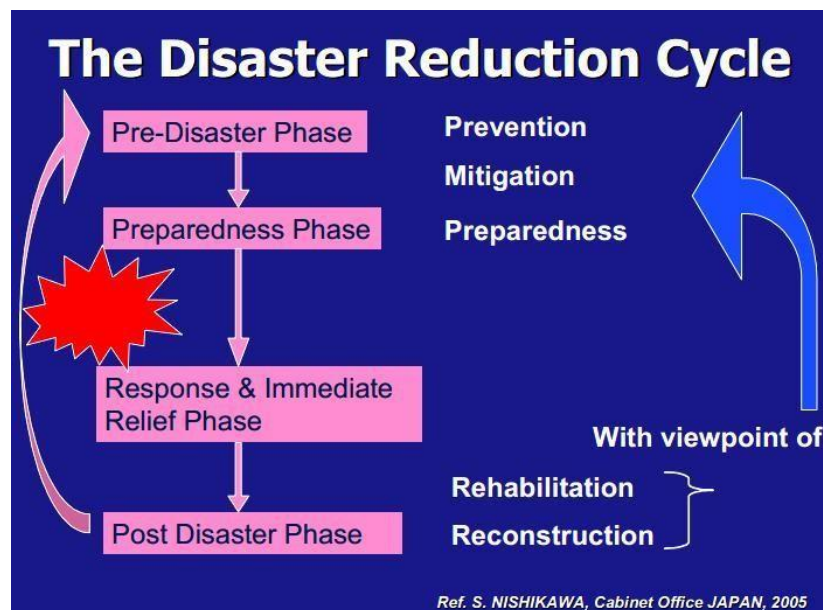 The Disaster Reduction Cycle
Pre-Disaster Phase
Prevention
Mitigation
Preparedness Phase
Preparedness
Response & Immediate
Relief Phase
With viewpoint of
Rehabilitation
Post Disaster Phase
Reconstruction
Ref. S. NISHIKAWA, Cabinet Office JAPAN, 2005